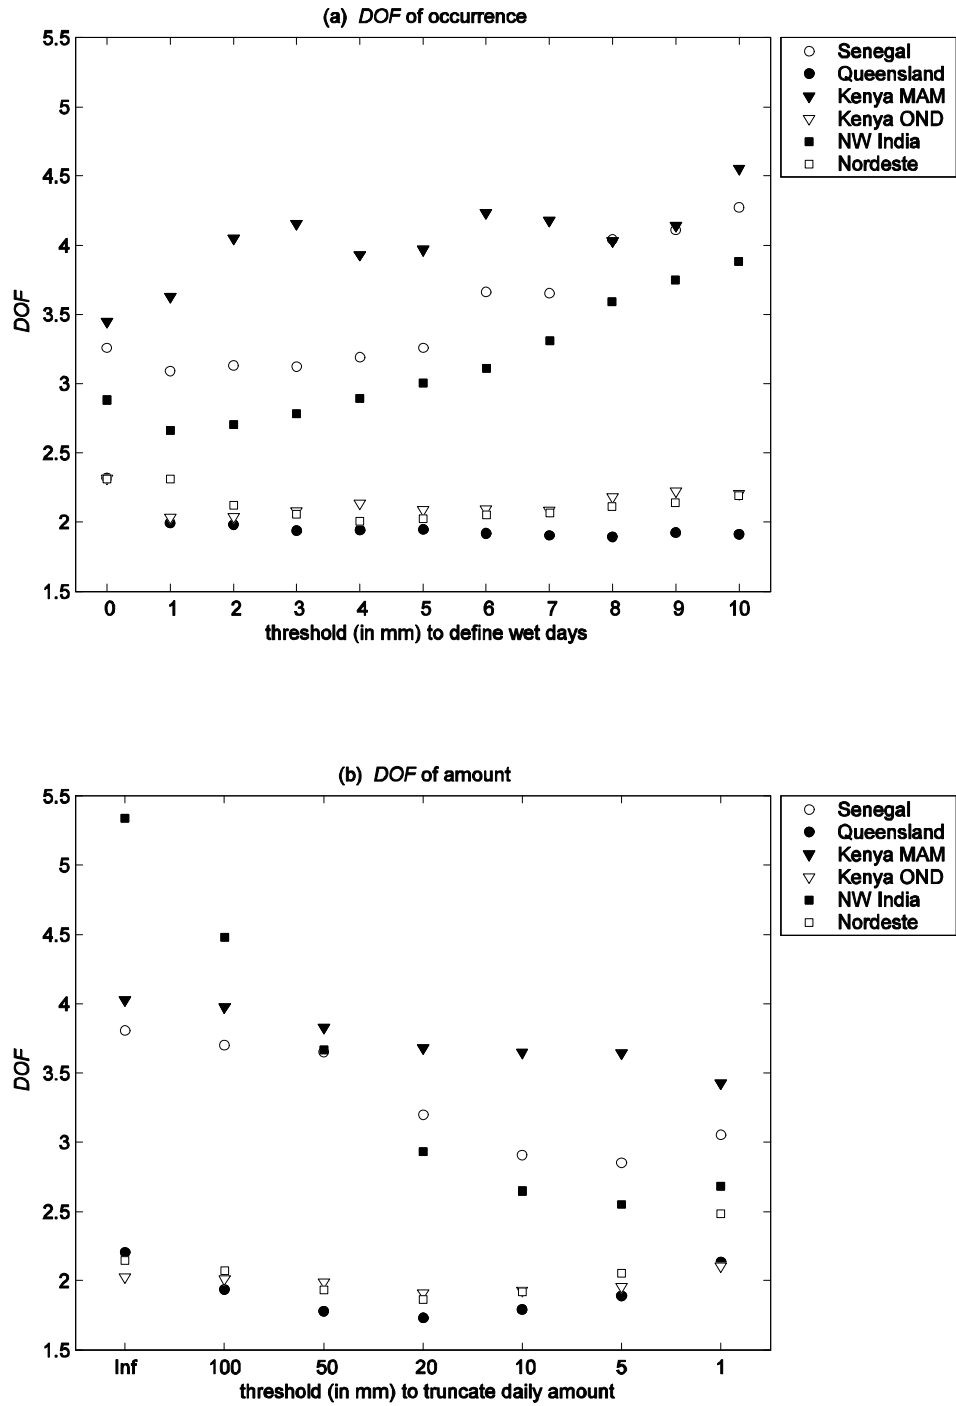 (a) DOF of occurrence
5.5
5
4.5
4
3.5
3
2.5
2
1.5
DOF
0 1 2 3 4 5 6 7 8 9 10
threshold (in mm) to define wet days
Senegal
Queensland
Kenya MAM
Kenya OND
NW India
Nordeste
(b) DOF of amount
5.5
5
4.5
4
3.5
3
2.5
2
1.5
DOF
Inf 100 50 20 10 5 1
threshold (in mm) to truncate daily amount
Senegal
Queensland
Kenya MAM
Kenya OND
NW India
Nordeste